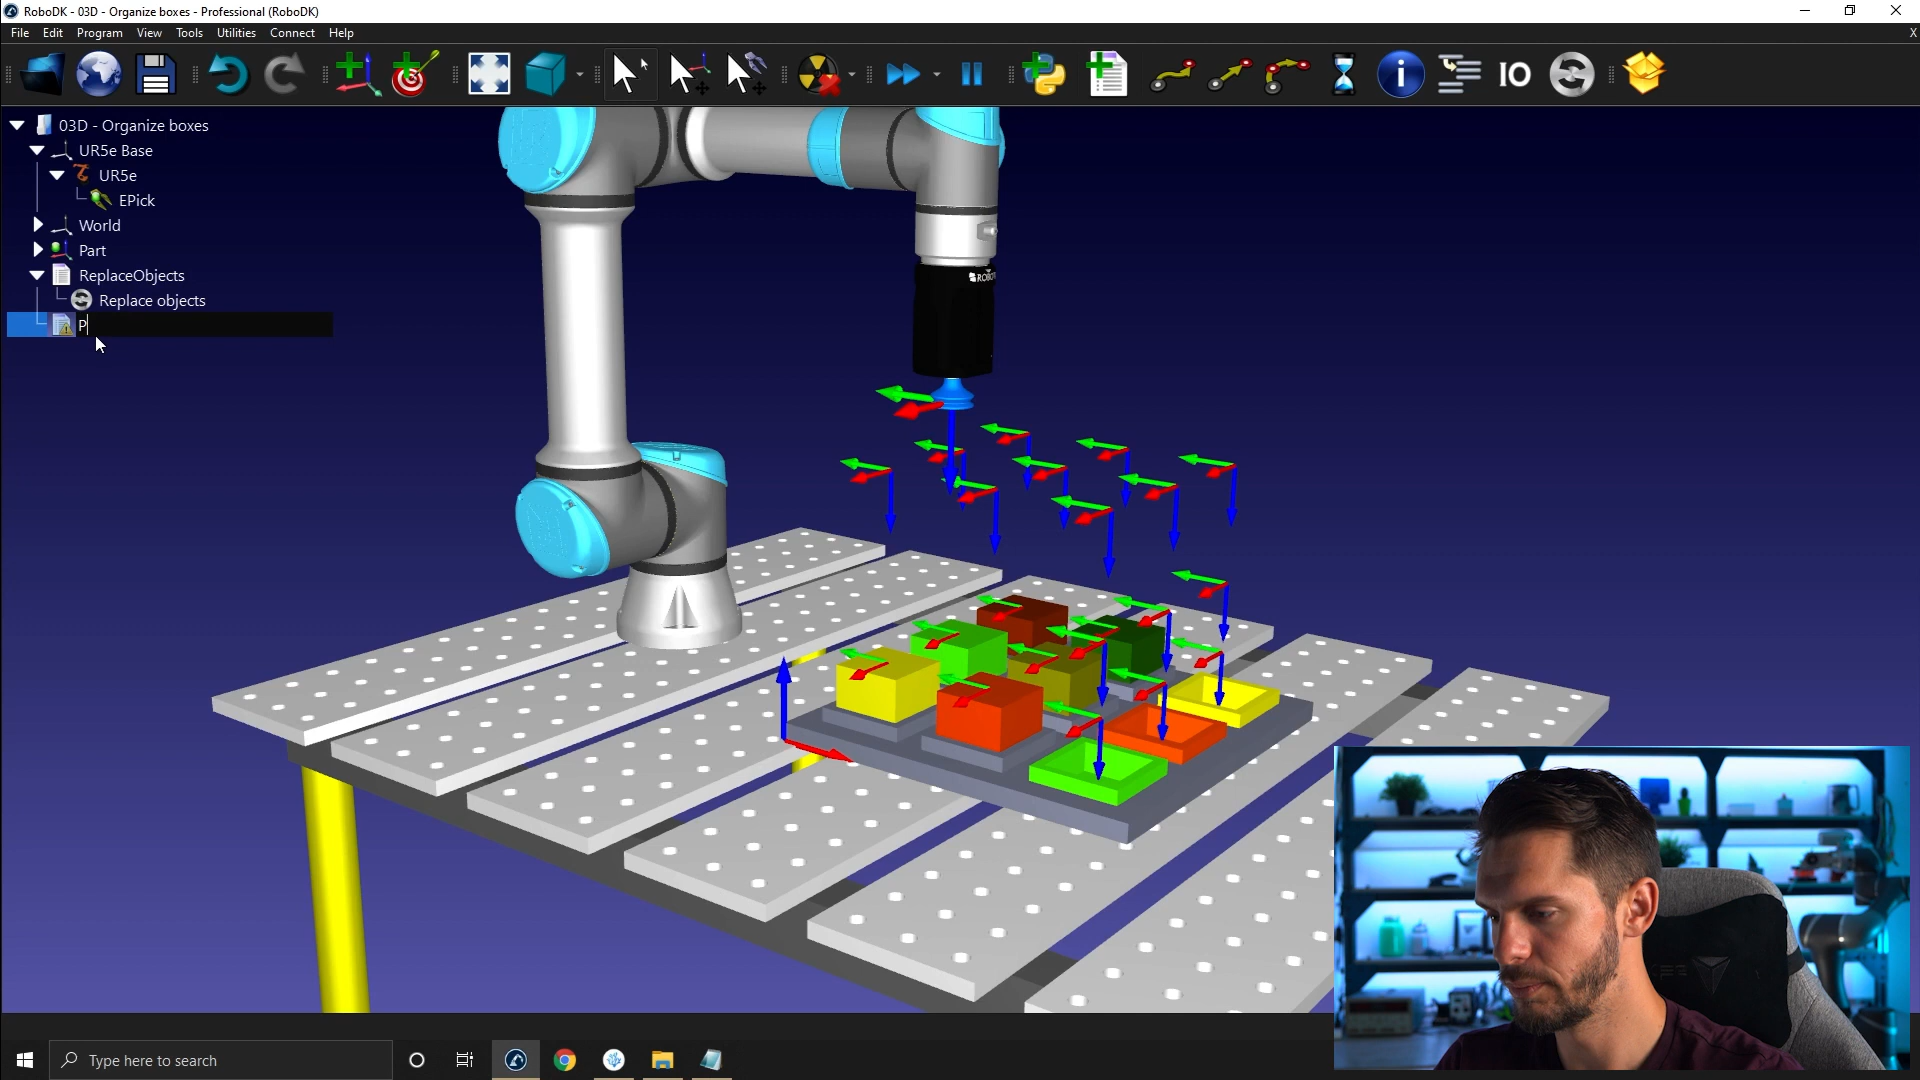 RoboDK - 03D - Organize boxes - Professional (RoboDK)
File Edit Program View Tools Utilities Connect Help X
IO
03D - Organize boxes
UR5e Base
UR5e
EPick
World
Part
ReplaceObjects
Replace objects
P
Type here to search